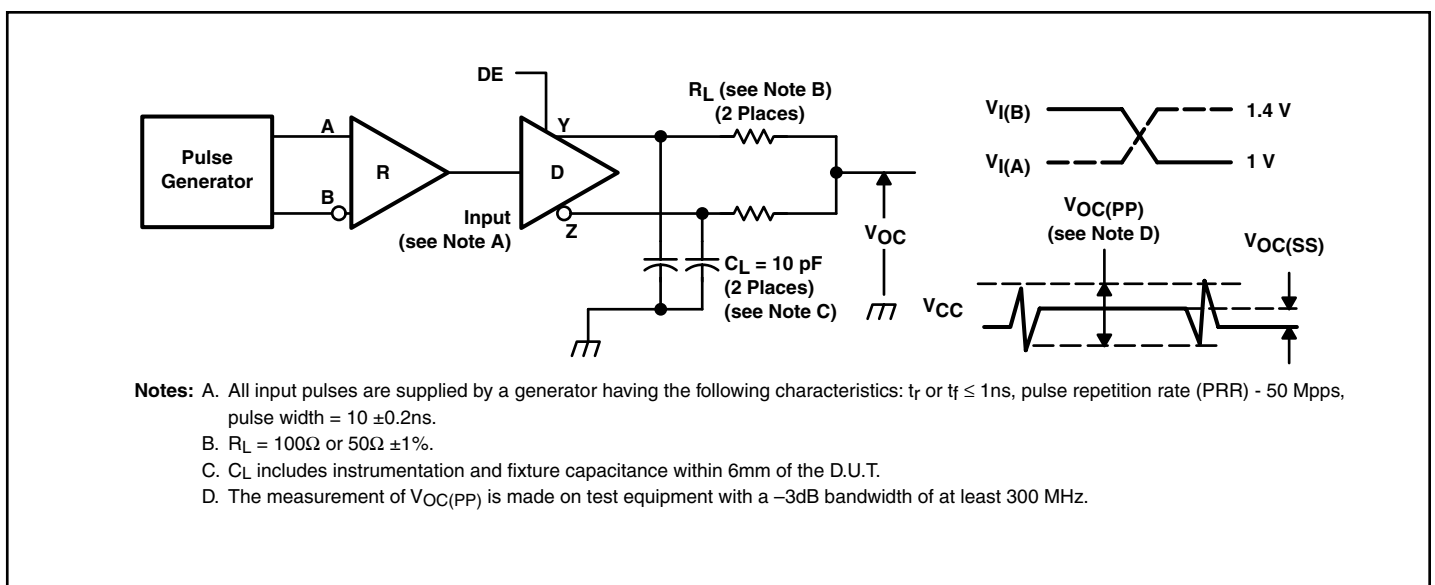 DE
RL (see Note B)
(2 Places)
A
Y
Pulse
Generator
R
D
B
Input
(see Note A)
Z
CL = 10 pF
(2 Places)
(see Note C)
VOC
VI(B)
1.4 V
VI(A)
1 V
VOC(PP)
(see Note D)
VOC(SS)
VCC
Notes: A. All input pulses are supplied by a generator having the following characteristics: tr or tf ≤ 1ns, pulse repetition rate (PRR) - 50 Mpps,
pulse width = 10 ±0.2ns.
B. RL = 100Ω or 50Ω ±1%.
C. CL includes instrumentation and fixture capacitance within 6mm of the D.U.T.
D. The measurement of VOC(PP) is made on test equipment with a –3dB bandwidth of at least 300 MHz.